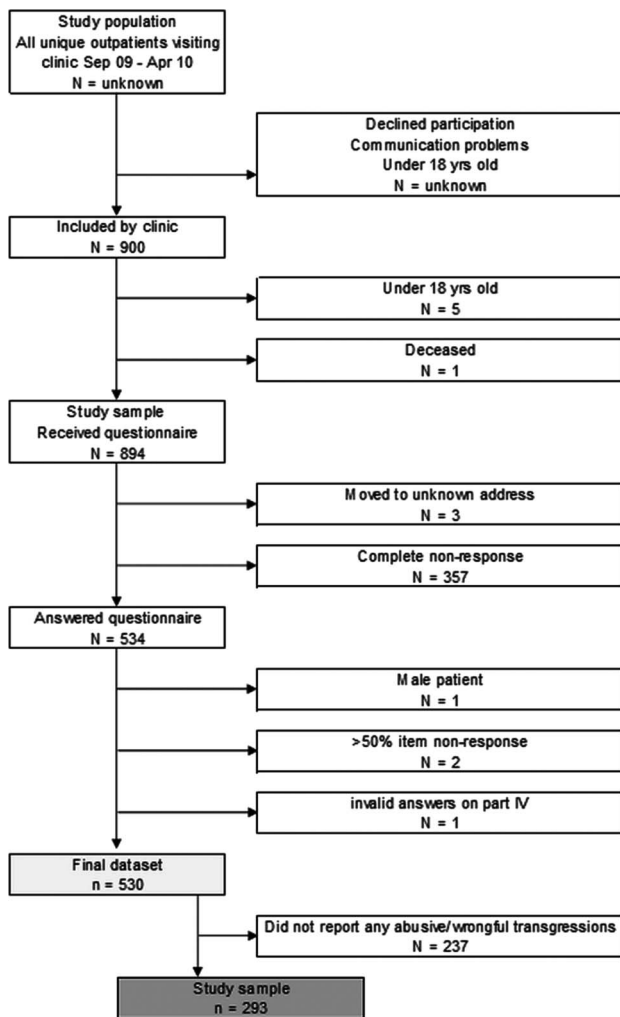 Study population
All unique outpatients visiting
clinic Sep 09 - Apr 10
N = unknown
Declined participation
Communication problems
Under 18 yrs old
N = unknown
Included by clinic
N = 900
Under 18 yrs old
N = 5
Deceased
N = 1
Study sample
Received questionnaire
N = 894
Moved to unknown address
N = 3
Complete non-response
N = 357
Answered questionnaire
N = 534
Male patient
N = 1
>50% item non-response
N = 2
invalid answers on part IV
N = 1
Final dataset
n = 530
Did not report any abusive/wrongful transgressions
N = 237
Study sample
n = 293